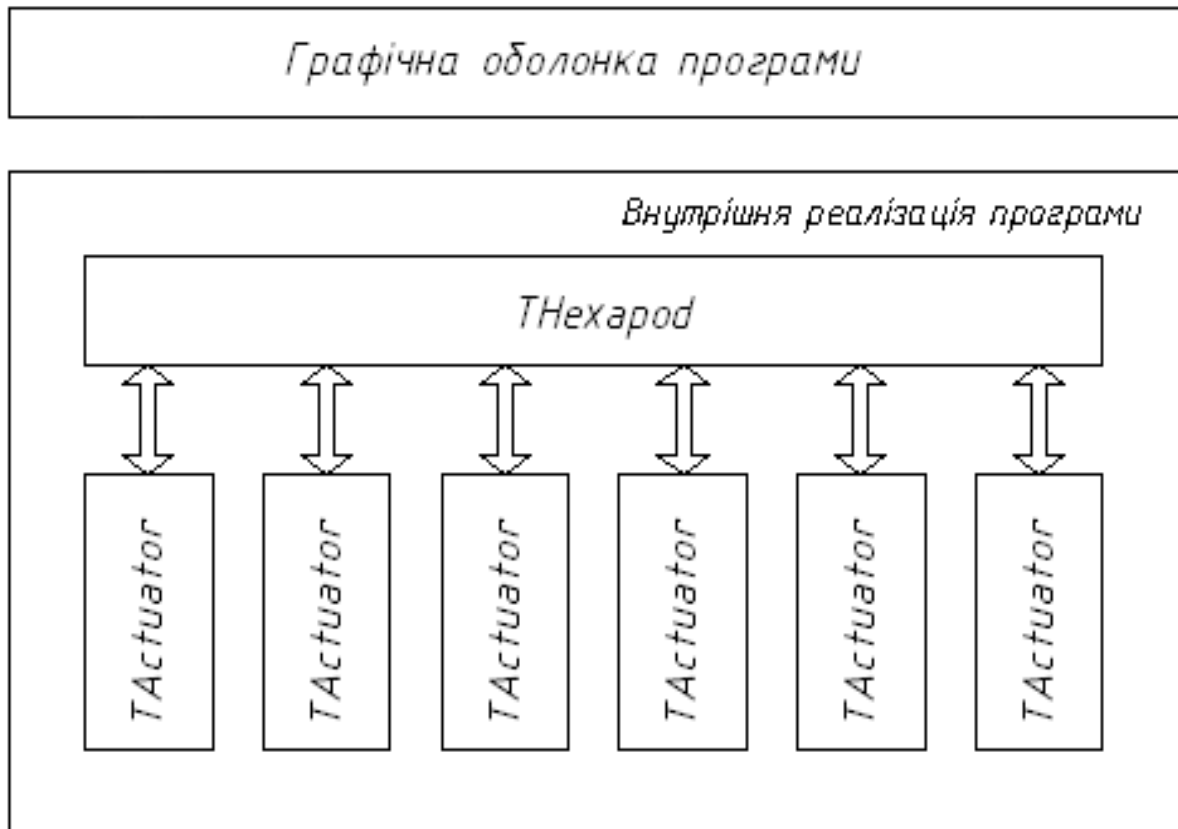 Графічна оболонка програми
Внутрішня реалізація програми
THexapod
TActuator
TActuator
TActuator
TActuator
TActuator
TActuator